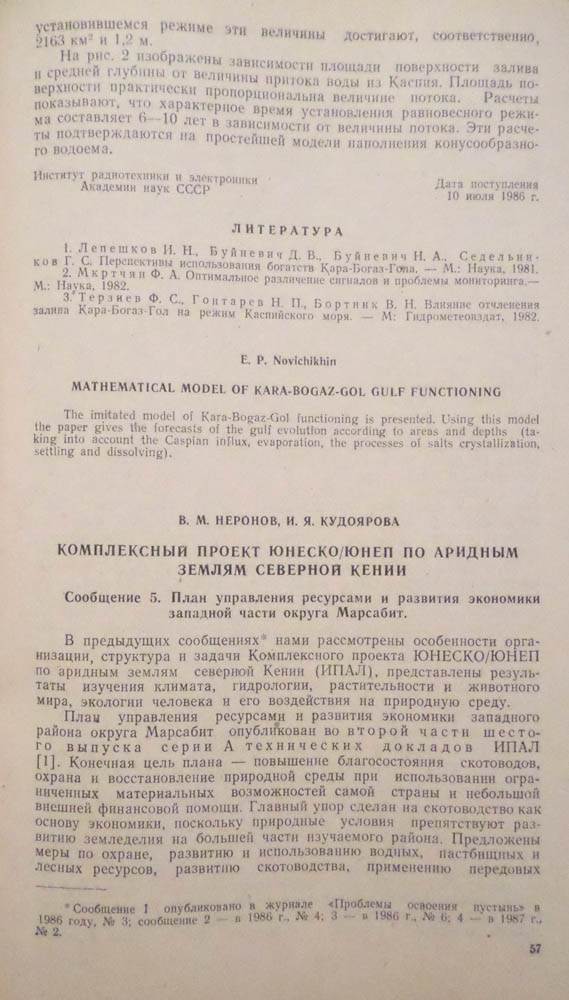 установившемся режиме эти величины достигают, соответственно,
2163 км² и 1,2 м.
На рис. 2 изображены зависимости площади поверхности залива
и средней глубины от величины притока воды из Каспия. Площадь по-
верхности практически пропорциональна величине потока. Расчеты
показывают, что характерное время установления равновесного режи-
ма составляет 6—10 лет в зависимости от величины потока. Эти расче-
ты подтверждаются на простейшей модели наполнения конусообразно-
го водоема.
Институт радиотехники и электроники
Академии наук СССР
Дата поступления
10 июля 1986 г.
ЛИТЕРАТУРА
1. Лепешков И. Н., Буйневич Д. В., Буйневич Н. А., Седельни-
ков Г. С. Перспективы использования богатств Кара-Богаз-Гола. — М.: Наука, 1981.
2. Мкртчян Ф. А. Оптимальное различение сигналов и проблемы мониторинга.—
М.: Наука, 1982.
3. Терзиев Ф. С., Гонтарев Н. П., Бортник В. Н. Влияние отчленения
залива Кара-Богаз-Гол на режим Каспийского моря. — М: Гидрометеоиздат, 1982.
E. P. Novichikhin
MATHEMATICAL MODEL OF KARA-BOGAZ-GOL GULF FUNCTIONING
The imitated model of Kara-Bogaz-Gol functioning is presented. Using this model
the paper gives the forecasts of the gulf evolution according to areas and depths (ta-
king into account the Caspian influx, evaporation, the processes of salts crystallization,
settling and dissolving).
В. М. НЕРОНОВ, И. Я. КУДОЯРОВА
КОМПЛЕКСНЫЙ ПРОЕКТ ЮНЕСКО/ЮНЕП ПО АРИДНЫМ
ЗЕМЛЯМ СЕВЕРНОЙ КЕНИИ
Сообщение 5. План управления ресурсами и развития экономики
западной части округа Марсабит.
В предыдущих сообщениях* нами рассмотрены особенности орга-
низации, структура и задачи Комплексного проекта ЮНЕСКО/ЮНЕП
по аридным землям северной Кении (ИПАЛ), представлены резуль-
таты изучения климата, гидрологии, растительности и животного
мира, экологии человека и его воздействия на природную среду.
План управления ресурсами и развития экономики западного
района округа Марсабит опубликован во второй части шесто-
го выпуска серии А технических докладов ИПАЛ
[1]. Конечная цель плана — повышение благосостояния скотоводов,
охрана и восстановление природной среды при использовании огра-
ниченных материальных возможностей самой страны и небольшой
внешней финансовой помощи. Главный упор сделан на скотоводство как
основу экономики, поскольку природные условия препятствуют раз-
витию земледелия на большей части изучаемого района. Предложены
меры по охране, развитию и использованию водных, пастбищных и
лесных ресурсов, развитию скотоводства, применению передовых
* Сообщение 1 опубликовано в журнале «Проблемы освоения пустынь» в
1986 году, № 3; сообщение 2 — в 1986 г., № 4; 3 — в 1986 г., № 6; 4 — в 1987 г.,
№ 2.
57